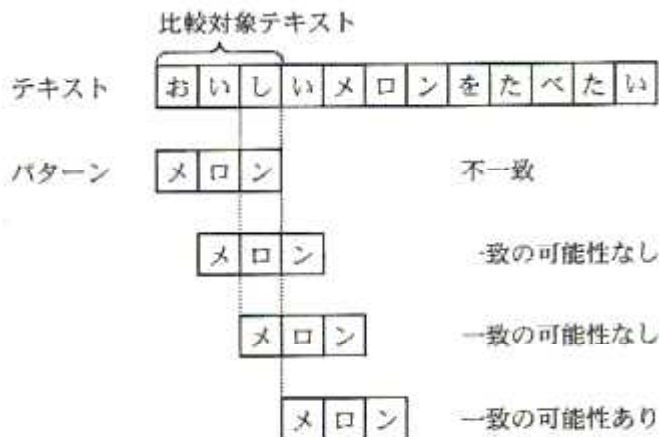 比較対象テキスト
テキスト おいしいメロンをたべたい
パターン メロン 不一致
メロン 一致の可能性なし
メロン 一致の可能性なし
メロン 一致の可能性あり